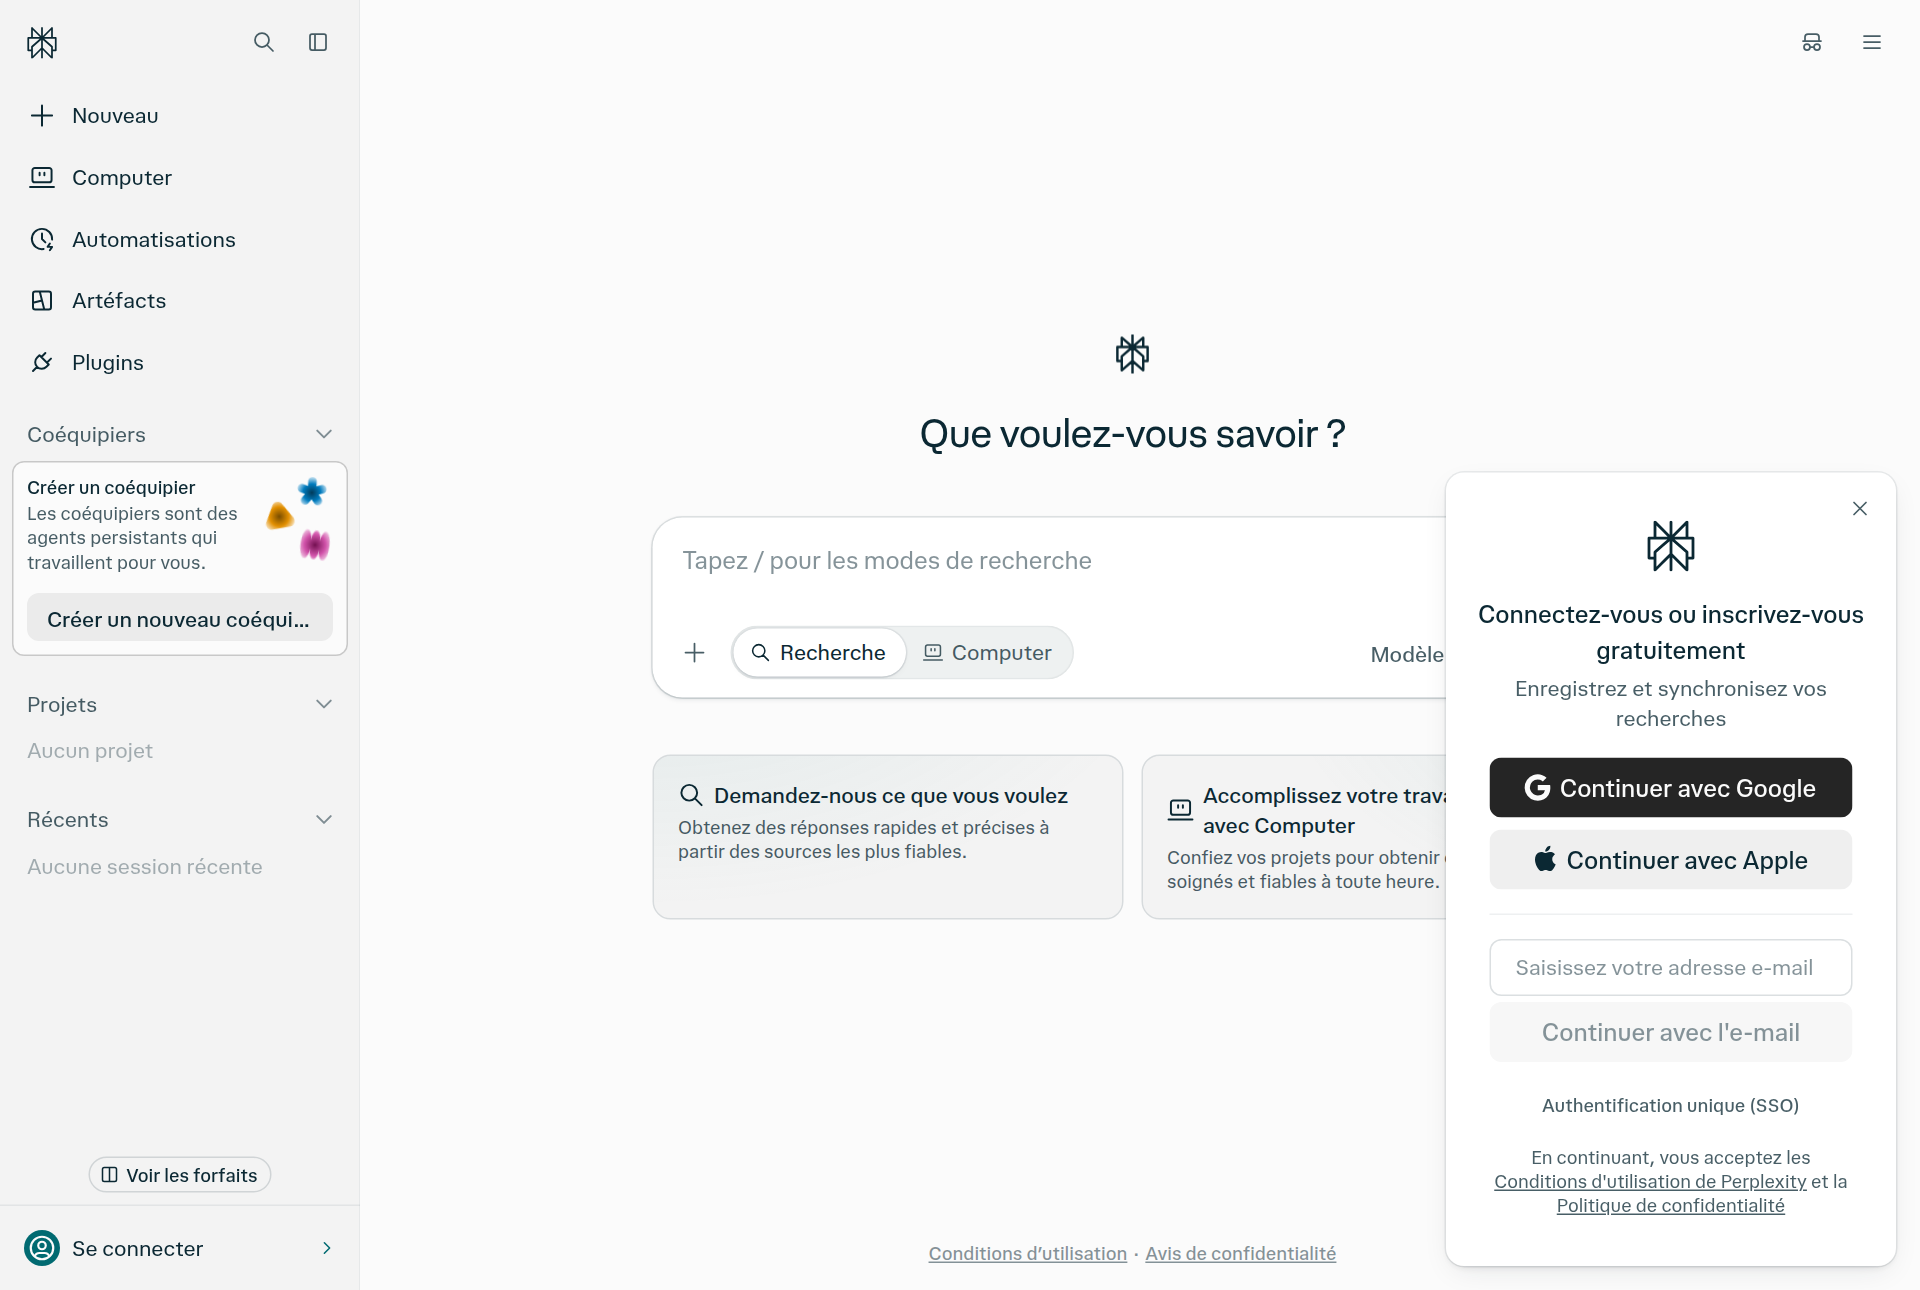 Nouveau
Computer
Automatisations
Artéfacts
Plugins
Coéquipiers
Créer un coéquipier
Les coéquipiers sont des
agents persistants qui
travaillent pour vous.
Créer un nouveau coéqui...
Projets
Aucun projet
Récents
Aucune session récente
Voir les forfaits
Se connecter
Que voulez-vous savoir ?
Tapez / pour les modes de recherche
Recherche
Computer
Modèle
Demandez-nous ce que vous voulez
Obtenez des réponses rapides et précises à
partir des sources les plus fiables.
Accomplissez votre
avec Computer
Confiez vos projets pour obtenir
soignés et fiables à toute heure.
Conditions d’utilisation · Avis de confidentialité
Connectez-vous ou inscrivez-vous
gratuitement
Enregistrez et synchronisez vos
recherches
Continuer avec Google
Continuer avec Apple
Saisissez votre adresse e-mail
Continuer avec l'e-mail
Authentification unique (SSO)
En continuant, vous acceptez les
Conditions d'utilisation de Perplexity et la
Politique de confidentialité